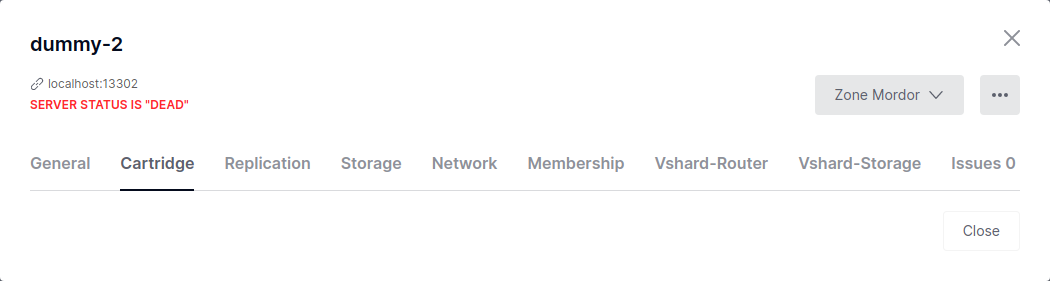 dummy-2
localhost:13302
SERVER STATUS IS "DEAD"
Zone Mordor
General Cartridge Replication Storage Network Membership Vshard-Router Vshard-Storage Issues 0
Close